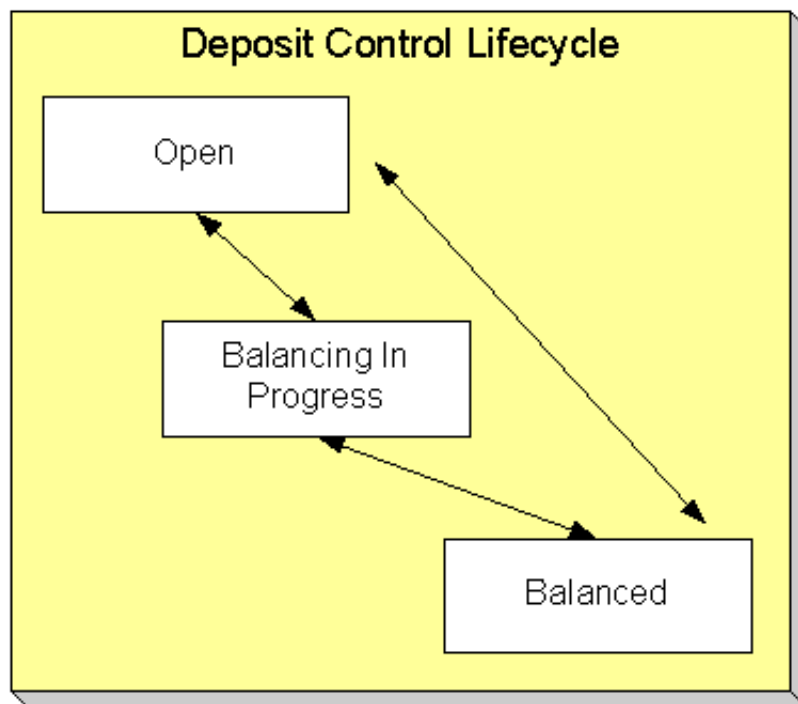 Deposit Control Lifecycle
Open
Balancing In
Progress
Balanced